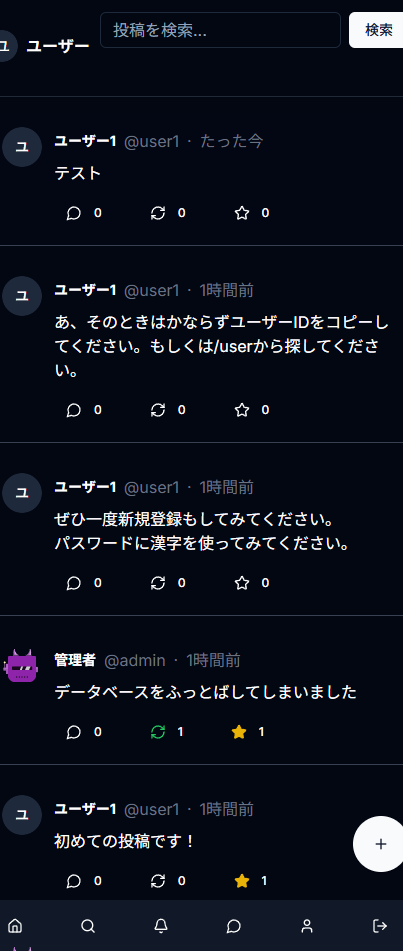 ユ ユーザー 投稿を検索... 検索
ユ ユーザー1 @user1 · たった今
テスト
0 0 0
ユ ユーザー1 @user1 · 1時間前
あ、そのときはかならずユーザーIDをコピーし
てください。もしくは/userから探してくださ
い。
0 0 0
ユ ユーザー1 @user1 · 1時間前
ぜひ一度新規登録もしてみてください。
パスワードに漢字を使ってみてください。
0 0 0
管理者 @admin · 1時間前
データベースをふっとばしてしまいました
0 1 1
ユ ユーザー1 @user1 · 1時間前
初めての投稿です！
0 0 1